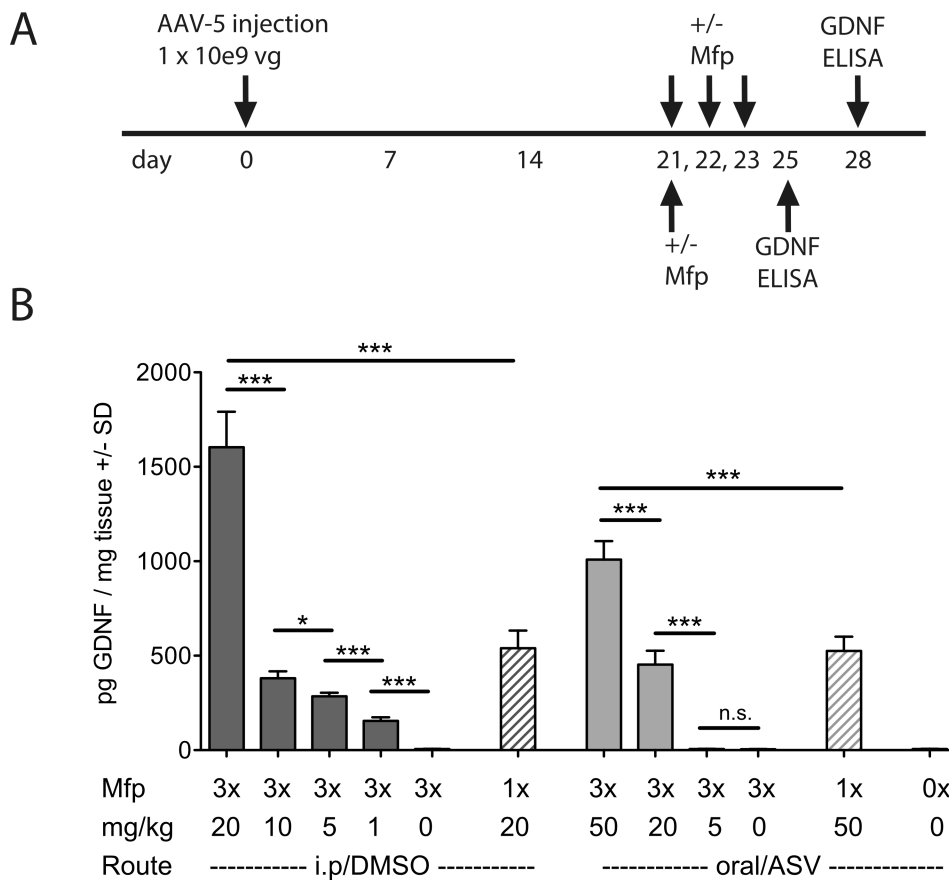 A
AAV-5 injection
1 x 10e9 vg
+/-
Mfp
GDNF
ELISA
day 0 7 14 21, 22, 23 25 28
+/-
Mfp
GDNF
ELISA
B
pg GDNF / mg tissue +/- SD
2000
1500
1000
500
0
***
***
*
***
***
***
***
***
n.s.
Mfp 3x 3x 3x 3x 3x 1x 3x 3x 3x 3x 1x 0x
mg/kg 20 10 5 1 0 20 50 20 5 0 50 0
Route ----------- i.p/DMSO ----------- ------------ oral/ASV ------------